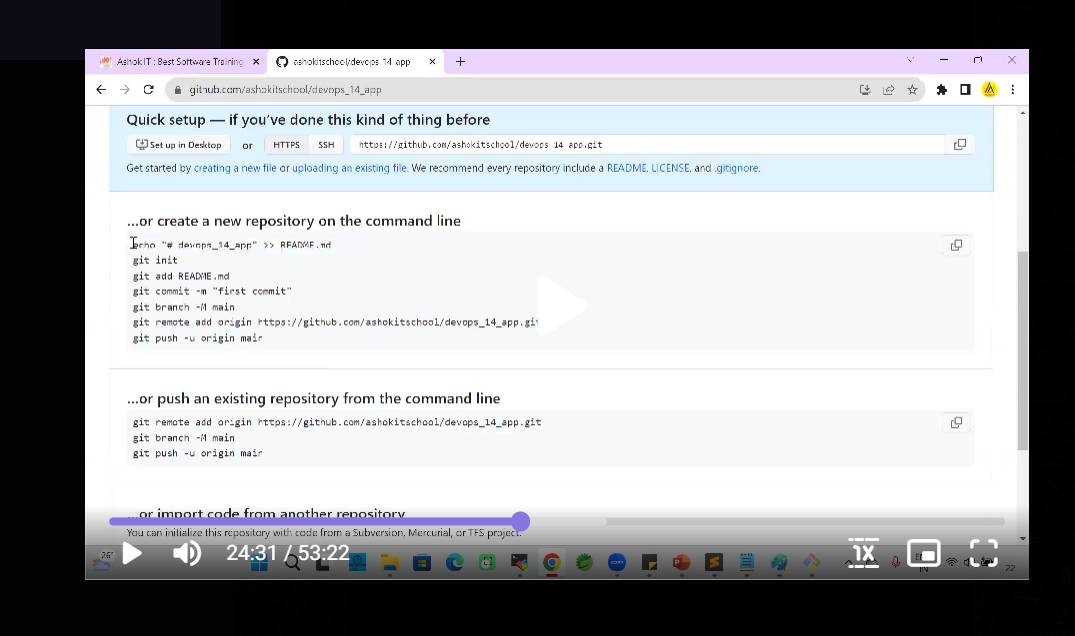 Ashok IT : Best Software Training
ashokitschool/devops_14_app
github.com/ashokitschool/devops_14_app
Quick setup — if you've done this kind of thing before
Set up in Desktop or HTTPS SSH https://github.com/ashokitschool/devops_14_app.git
Get started by creating a new file or uploading an existing file. We recommend every repository include a README, LICENSE, and .gitignore.
...or create a new repository on the command line
echo "# devops_14_app" >> README.md
git init
git add README.md
git commit -m "first commit"
git branch -M main
git remote add origin https://github.com/ashokitschool/devops_14_app.git
git push -u origin main
...or push an existing repository from the command line
git remote add origin https://github.com/ashokitschool/devops_14_app.git
git branch -M main
git push -u origin main
...or import code from another repository
You can initialize this repository with code from a Subversion, Mercurial, or TFS project.
26°
24:31 / 53:22
1X
IN
22